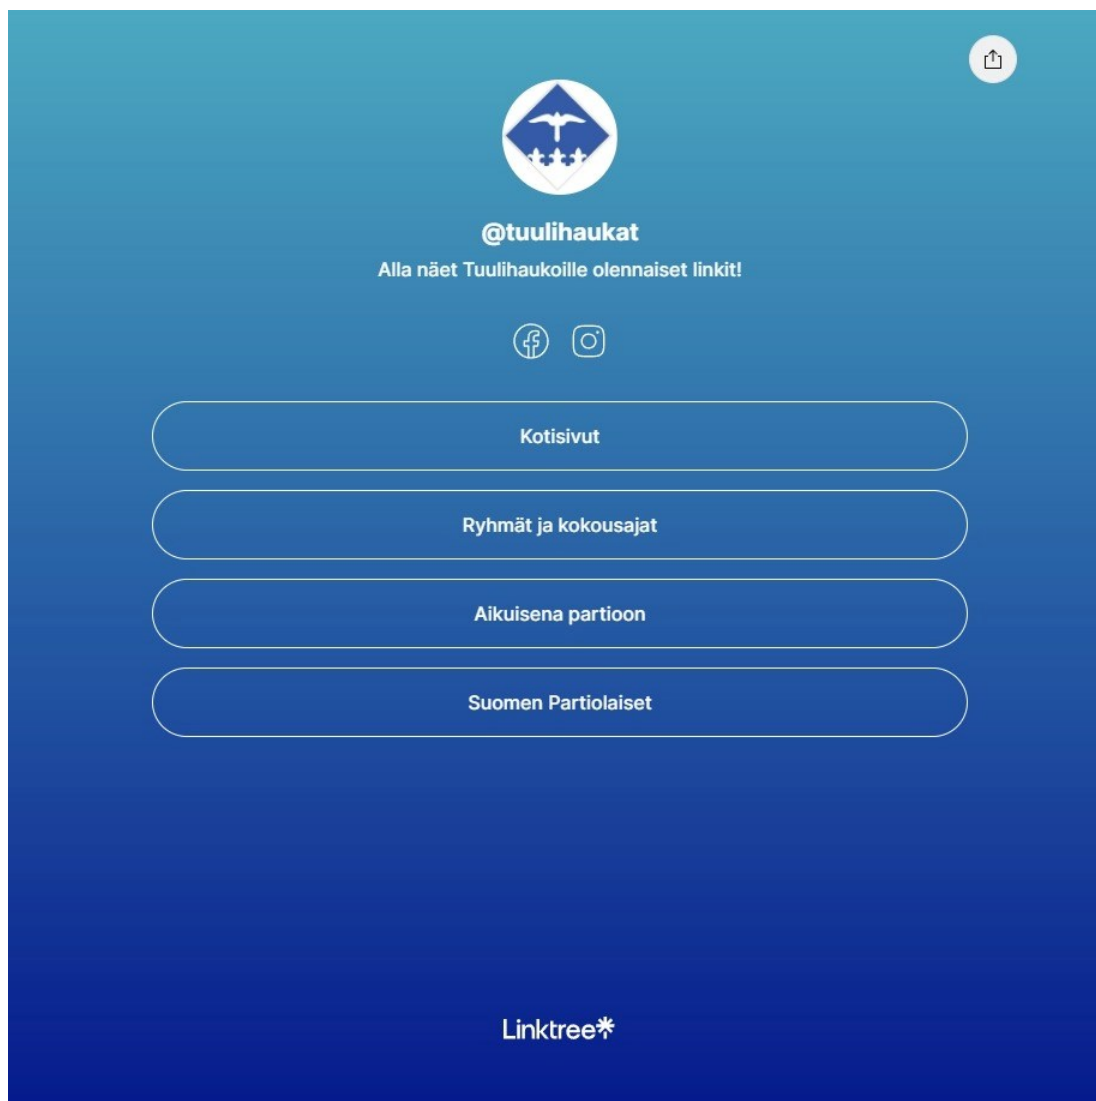 @tuulihaukat
Alla näet Tuulihaukoille olennaiset linkit!
Kotisivut
Ryhmät ja kokousajat
Aikuisena partioon
Suomen Partiolaiset
Linktree